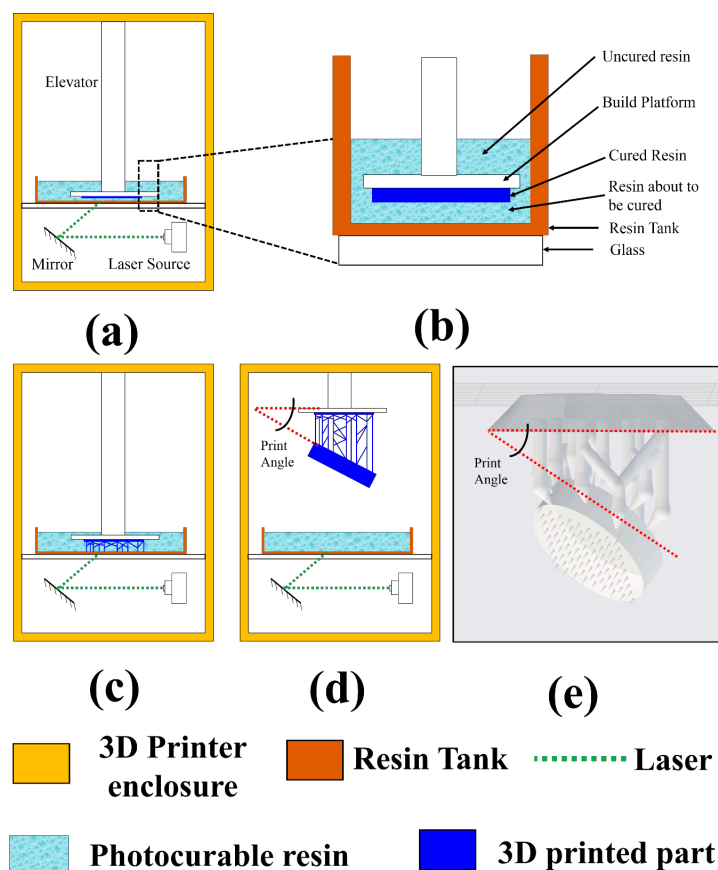 Elevator
Mirror
Laser Source
(a)
Uncured resin
Build Platform
Cured Resin
Resin about to
be cured
Resin Tank
Glass
(b)
(c)
Print
Angle
(d)
Print
Angle
(e)
3D Printer
enclosure
Resin Tank
Laser
Photocurable resin
3D printed part